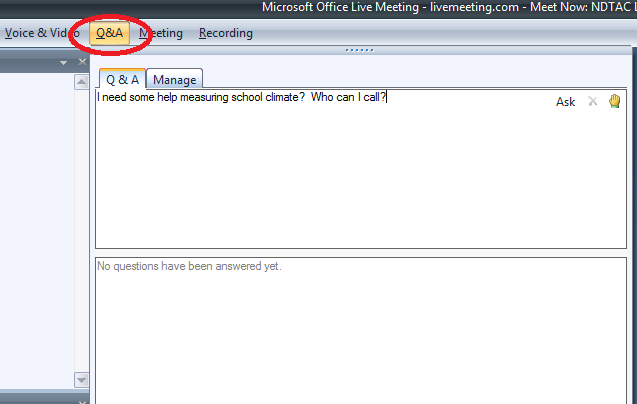 Microsoft Office Live Meeting - livemeeting.com - Meet Now: NDTAC L
Voice & Video Q&A Meeting Recording
Q & A Manage
I need some help measuring school climate?  Who can I call?
Ask
No questions have been answered yet.